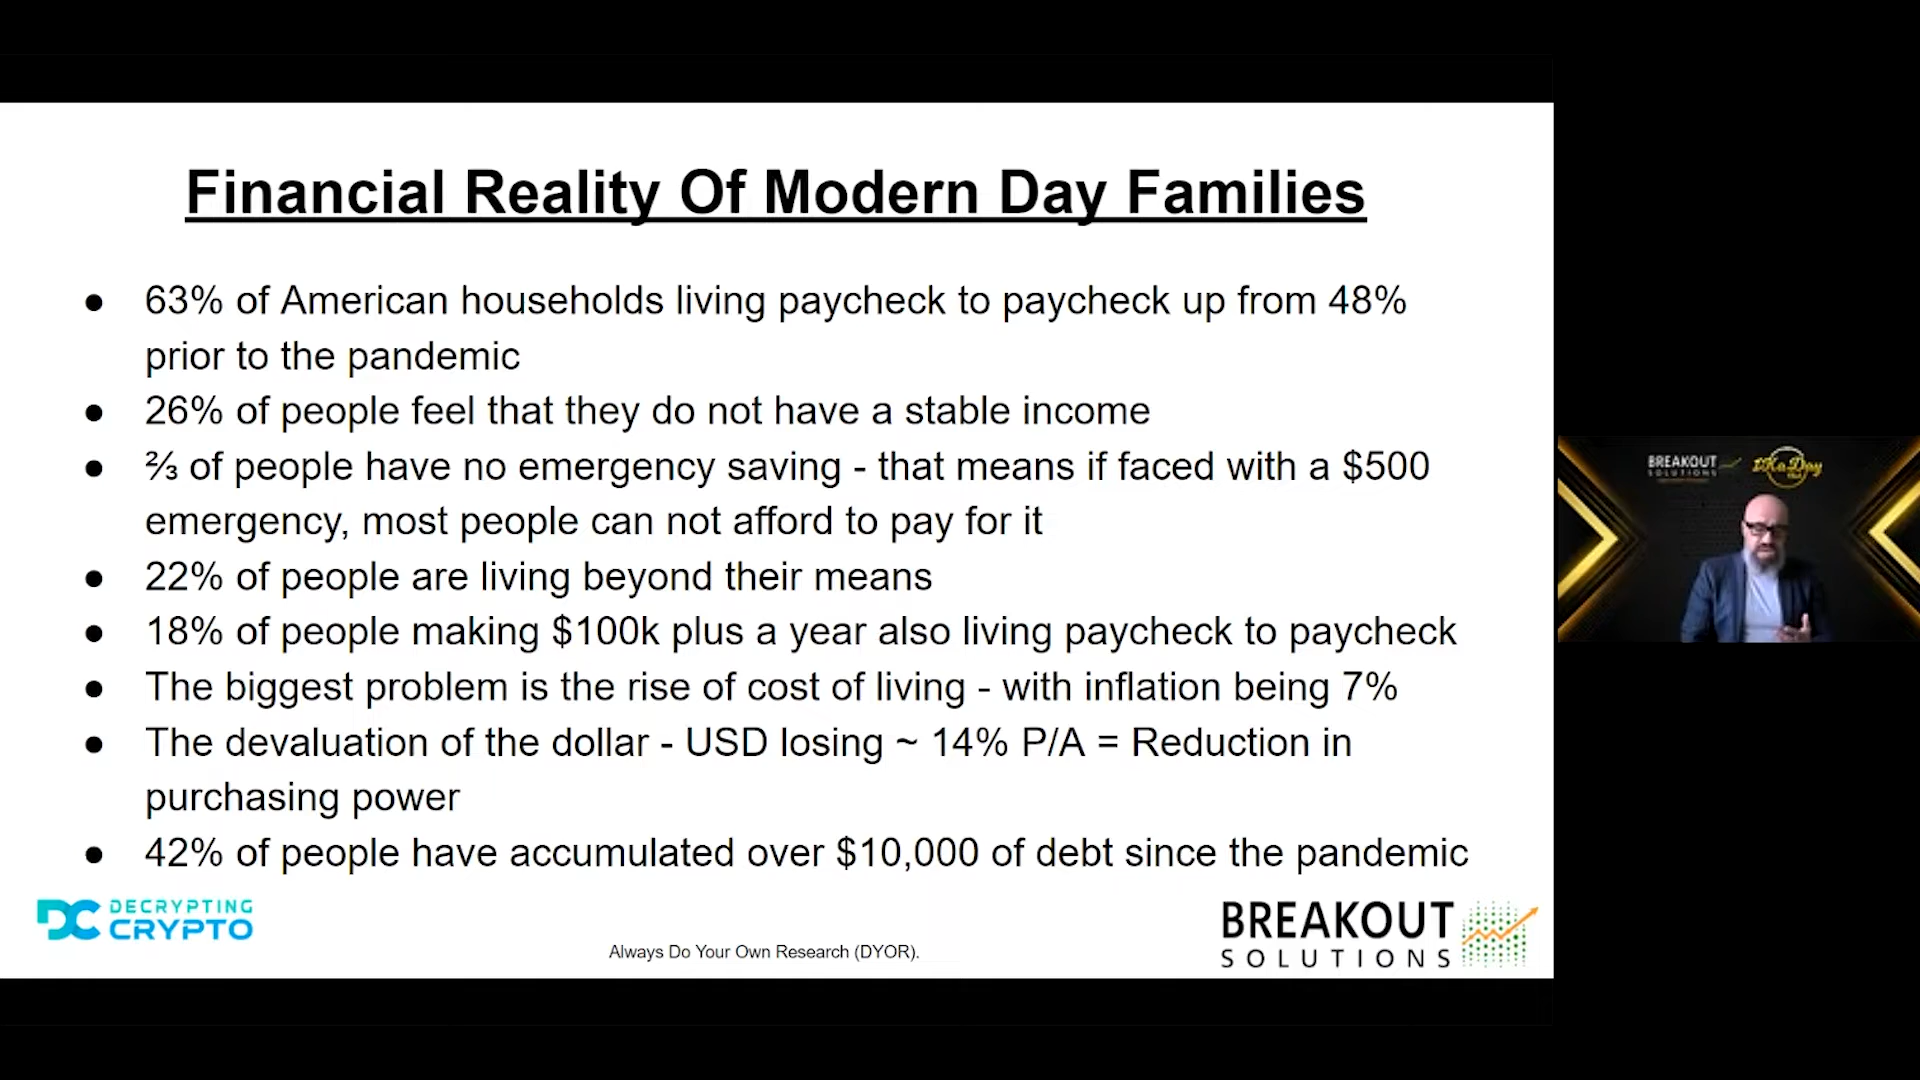 Financial Reality Of Modern Day Families
● 63% of American households living paycheck to paycheck up from 48%
prior to the pandemic
● 26% of people feel that they do not have a stable income
● ⅔ of people have no emergency saving - that means if faced with a $500
emergency, most people can not afford to pay for it
● 22% of people are living beyond their means
● 18% of people making $100k plus a year also living paycheck to paycheck
● The biggest problem is the rise of cost of living - with inflation being 7%
● The devaluation of the dollar - USD losing ~ 14% P/A = Reduction in
purchasing power
● 42% of people have accumulated over $10,000 of debt since the pandemic
DC DECRYPTING
CRYPTO
Always Do Your Own Research (DYOR).
BREAKOUT
SOLUTIONS
BREAKOUT
SOLUTIONS
1K a Day